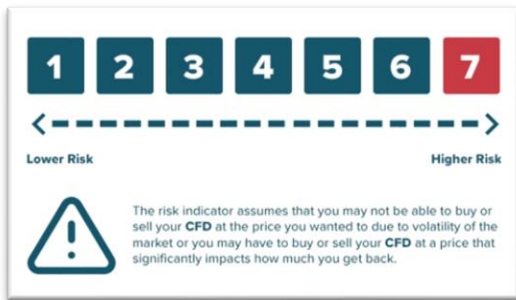 1 2 3 4 5 6 7
Lower Risk Higher Risk
The risk indicator assumes that you may not be able to buy or
sell your CFD at the price you wanted to due to volatility of the
market or you may have to buy or sell your CFD at a price that
significantly impacts how much you get back.